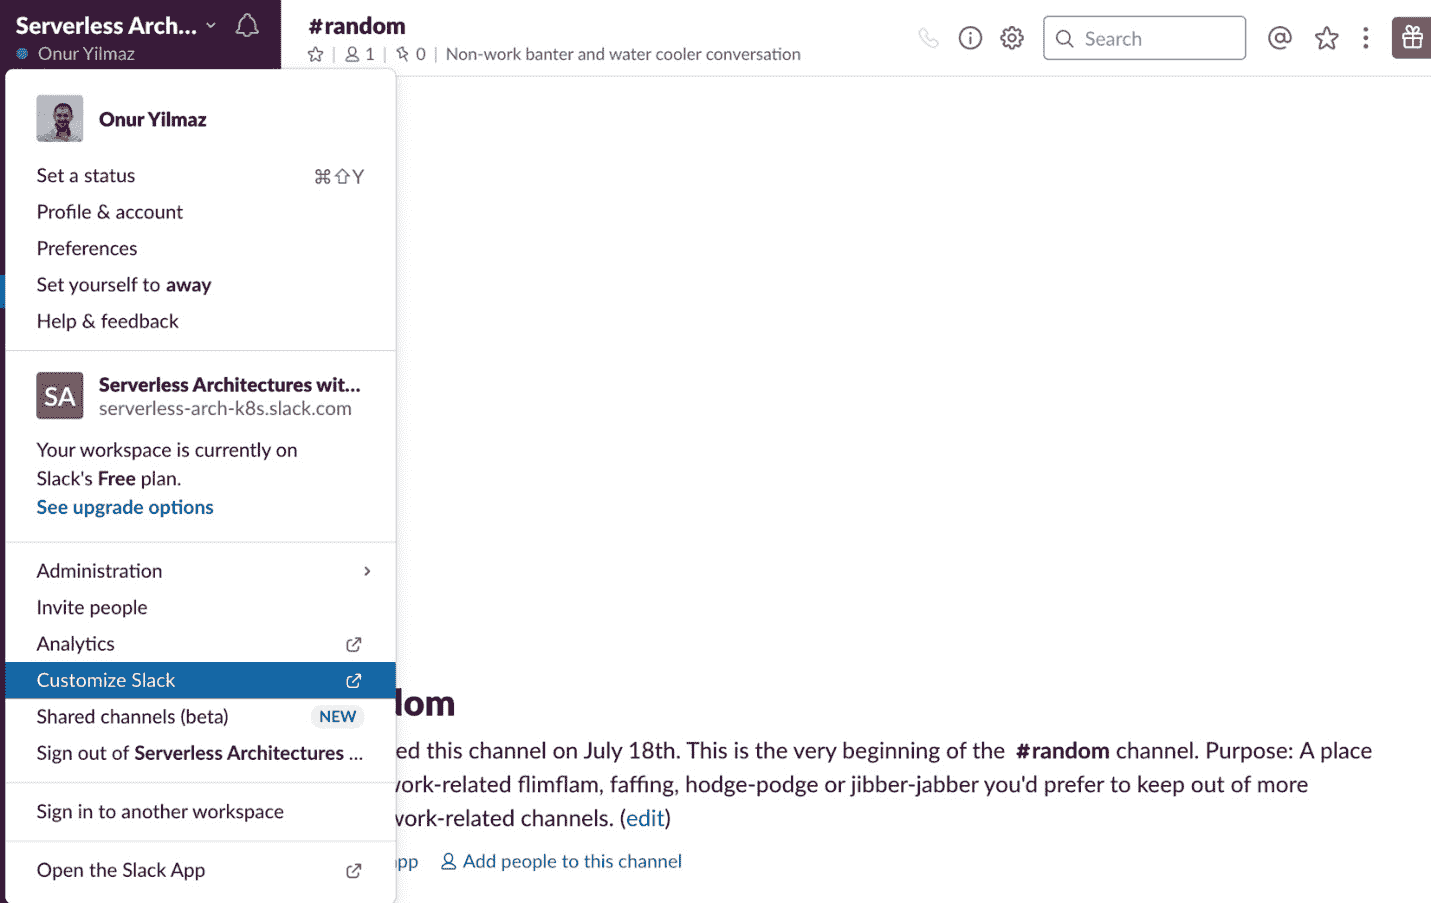 Serverless Arch...
Onur Yilmaz
#random
1 | 0 | Non-work banter and water cooler conversation
Search
Onur Yilmaz
Set a status ⌘⇧Y
Profile & account
Preferences
Set yourself to away
Help & feedback
SA
Serverless Architectures wit...
serverless-arch-k8s.slack.com
Your workspace is currently on
Slack's Free plan.
See upgrade options
Administration
Invite people
Analytics
Customize Slack
Shared channels (beta) NEW
Sign out of Serverless Architectures ...
Sign in to another workspace
Open the Slack App
dom
ed this channel on July 18th. This is the very beginning of the #random channel. Purpose: A place
work-related flimflam, faffing, hodge-podge or jibber-jabber you'd prefer to keep out of more
work-related channels. (edit)
app Add people to this channel